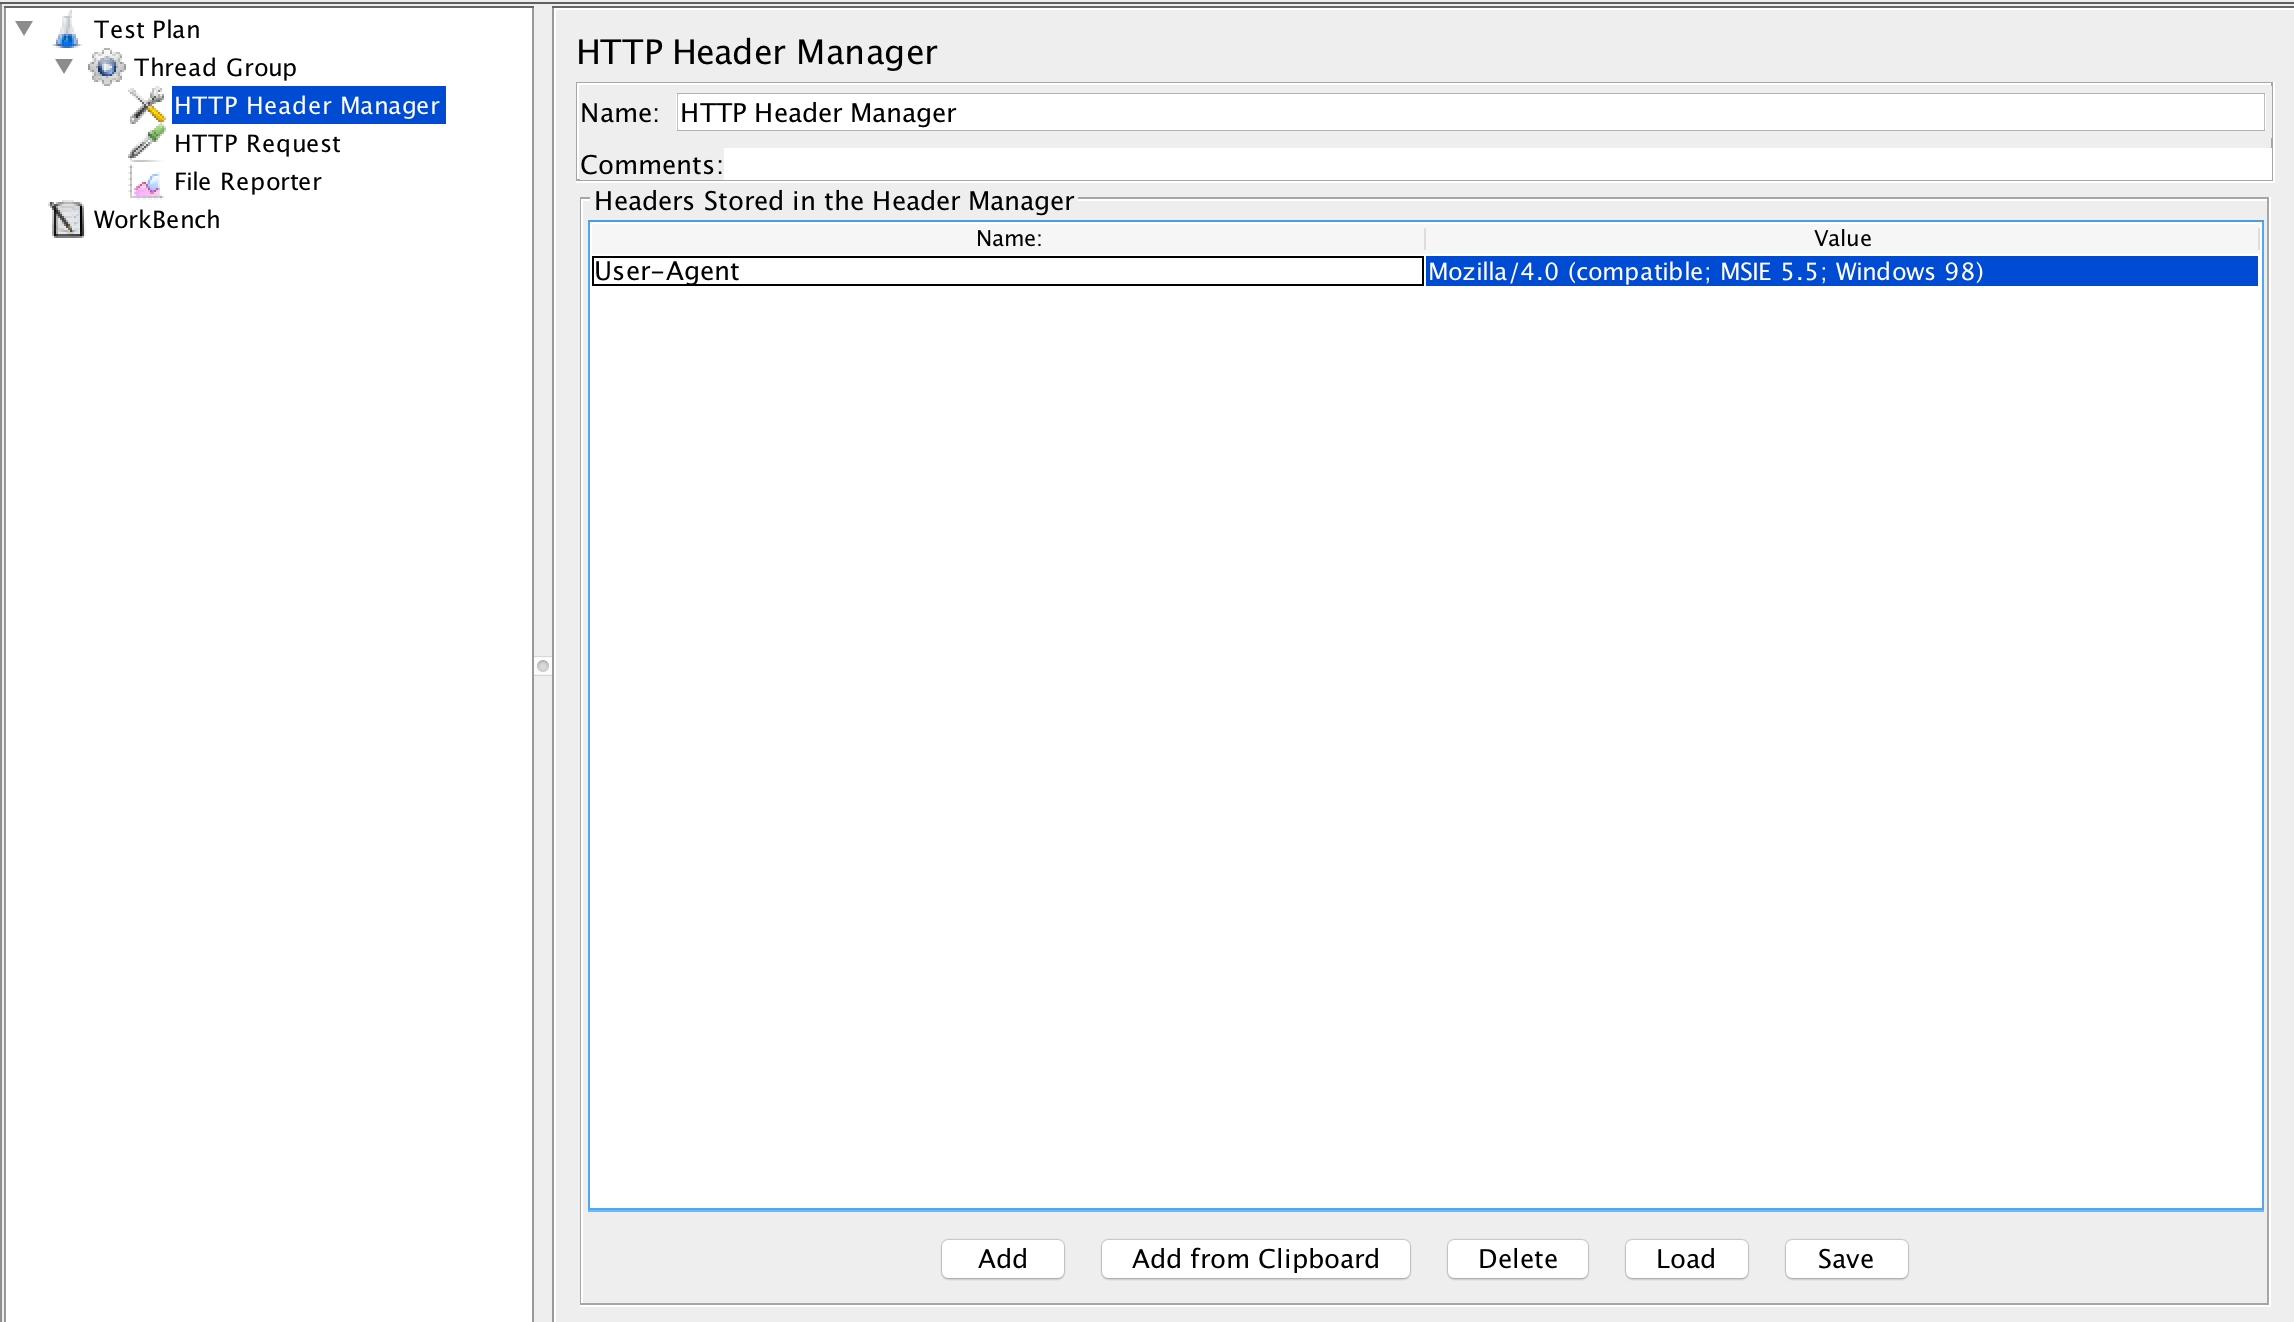 Test Plan
Thread Group
HTTP Header Manager
HTTP Request
File Reporter
WorkBench
HTTP Header Manager
Name: HTTP Header Manager
Comments:
Headers Stored in the Header Manager
Name: Value
User-Agent Mozilla/4.0 (compatible; MSIE 5.5; Windows 98)
Add Add from Clipboard Delete Load Save